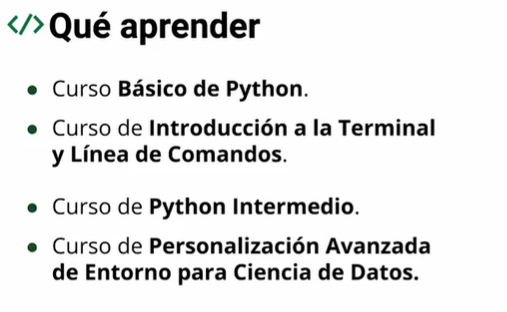 </> Qué aprender
Curso Básico de Python.
Curso de Introducción a la Terminal
y Línea de Comandos.
Curso de Python Intermedio.
Curso de Personalización Avanzada
de Entorno para Ciencia de Datos.